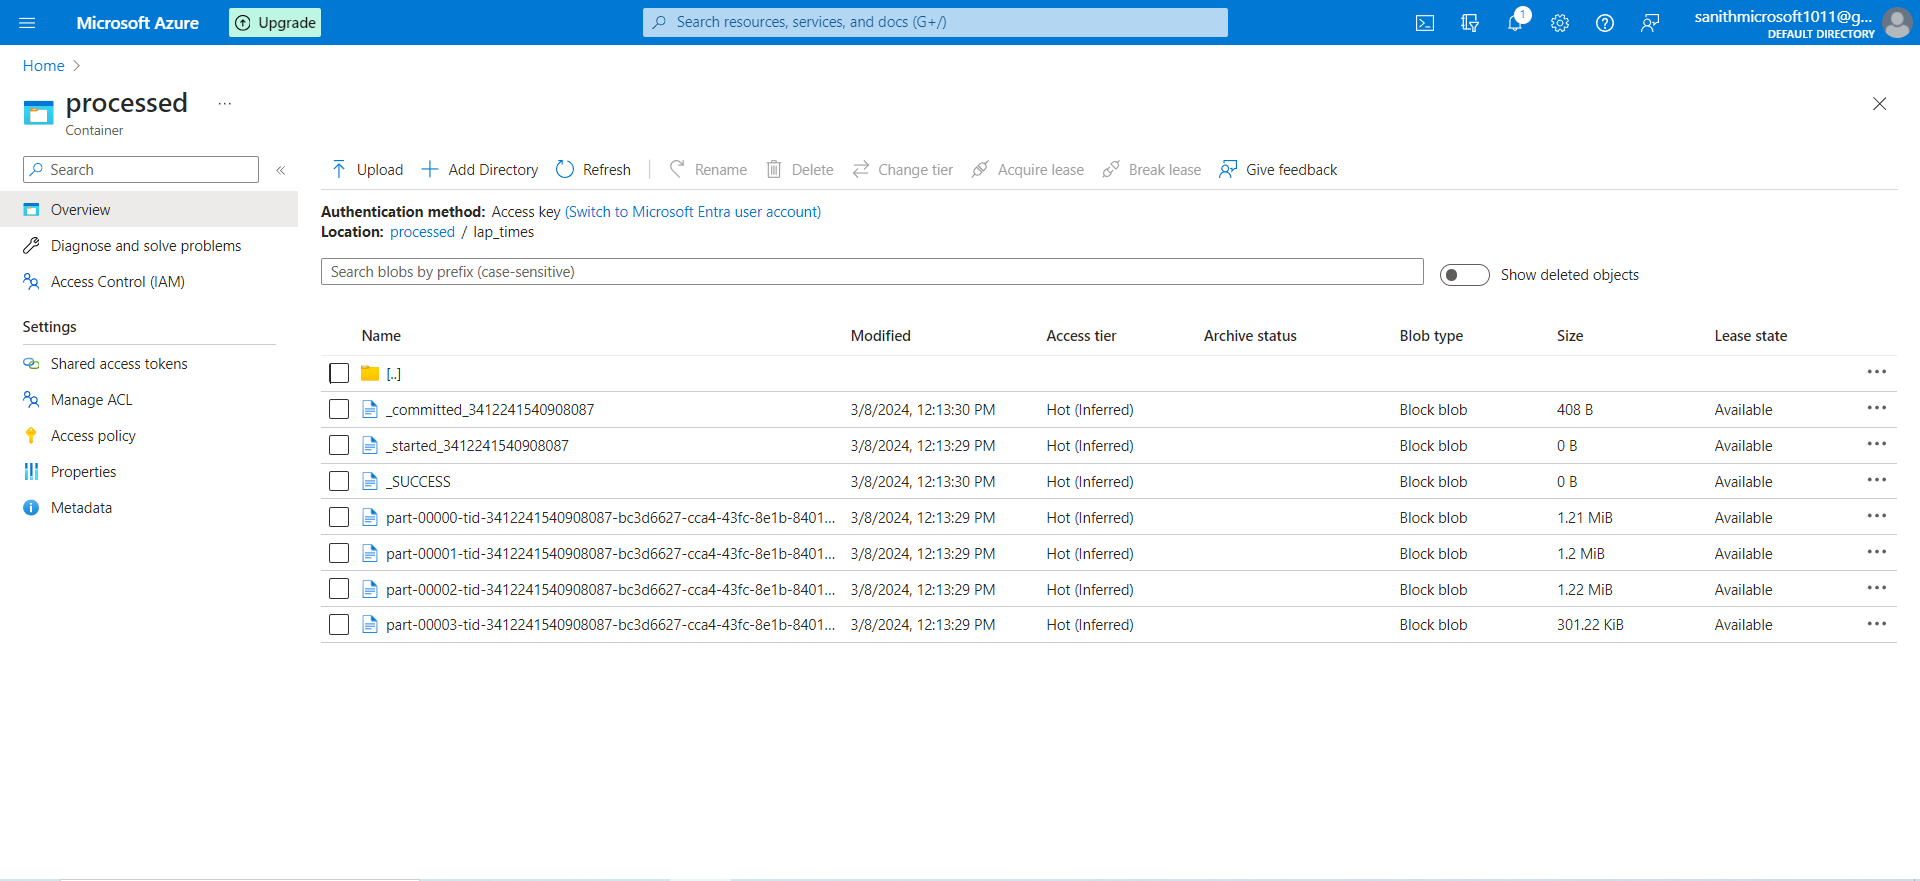 Microsoft Azure
Upgrade
Search resources, services, and docs (G+/)
1
sanithmicrosoft1011@g...
DEFAULT DIRECTORY
Home
processed
...
Container
Search
«
Upload
Add Directory
Refresh
Rename
Delete
Change tier
Acquire lease
Break lease
Give feedback
Overview
Diagnose and solve problems
Access Control (IAM)
Settings
Shared access tokens
Manage ACL
Access policy
Properties
Metadata
Authentication method: Access key (Switch to Microsoft Entra user account)
Location: processed / lap_times
Search blobs by prefix (case-sensitive)
Show deleted objects
Name Modified Access tier Archive status Blob type Size Lease state
[..]
_committed_3412241540908087 3/8/2024, 12:13:30 PM Hot (Inferred) Block blob 408 B Available
_started_3412241540908087 3/8/2024, 12:13:29 PM Hot (Inferred) Block blob 0 B Available
_SUCCESS 3/8/2024, 12:13:30 PM Hot (Inferred) Block blob 0 B Available
part-00000-tid-3412241540908087-bc3d6627-cca4-43fc-8e1b-8401... 3/8/2024, 12:13:29 PM Hot (Inferred) Block blob 1.21 MiB Available
part-00001-tid-3412241540908087-bc3d6627-cca4-43fc-8e1b-8401... 3/8/2024, 12:13:29 PM Hot (Inferred) Block blob 1.2 MiB Available
part-00002-tid-3412241540908087-bc3d6627-cca4-43fc-8e1b-8401... 3/8/2024, 12:13:29 PM Hot (Inferred) Block blob 1.22 MiB Available
part-00003-tid-3412241540908087-bc3d6627-cca4-43fc-8e1b-8401... 3/8/2024, 12:13:29 PM Hot (Inferred) Block blob 301.22 KiB Available